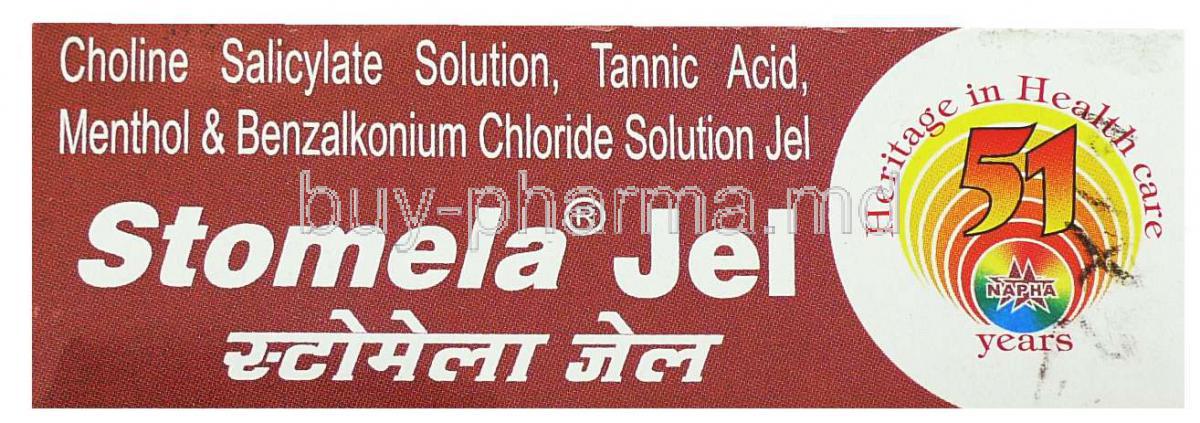 Choline Salicylate Solution, Tannic Acid,
Menthol & Benzalkonium Chloride Solution Jel
Stomela® Jel
स्टोमेला जेल
Heritage in Health care
51
NAPHA
years
buy-pharma.md